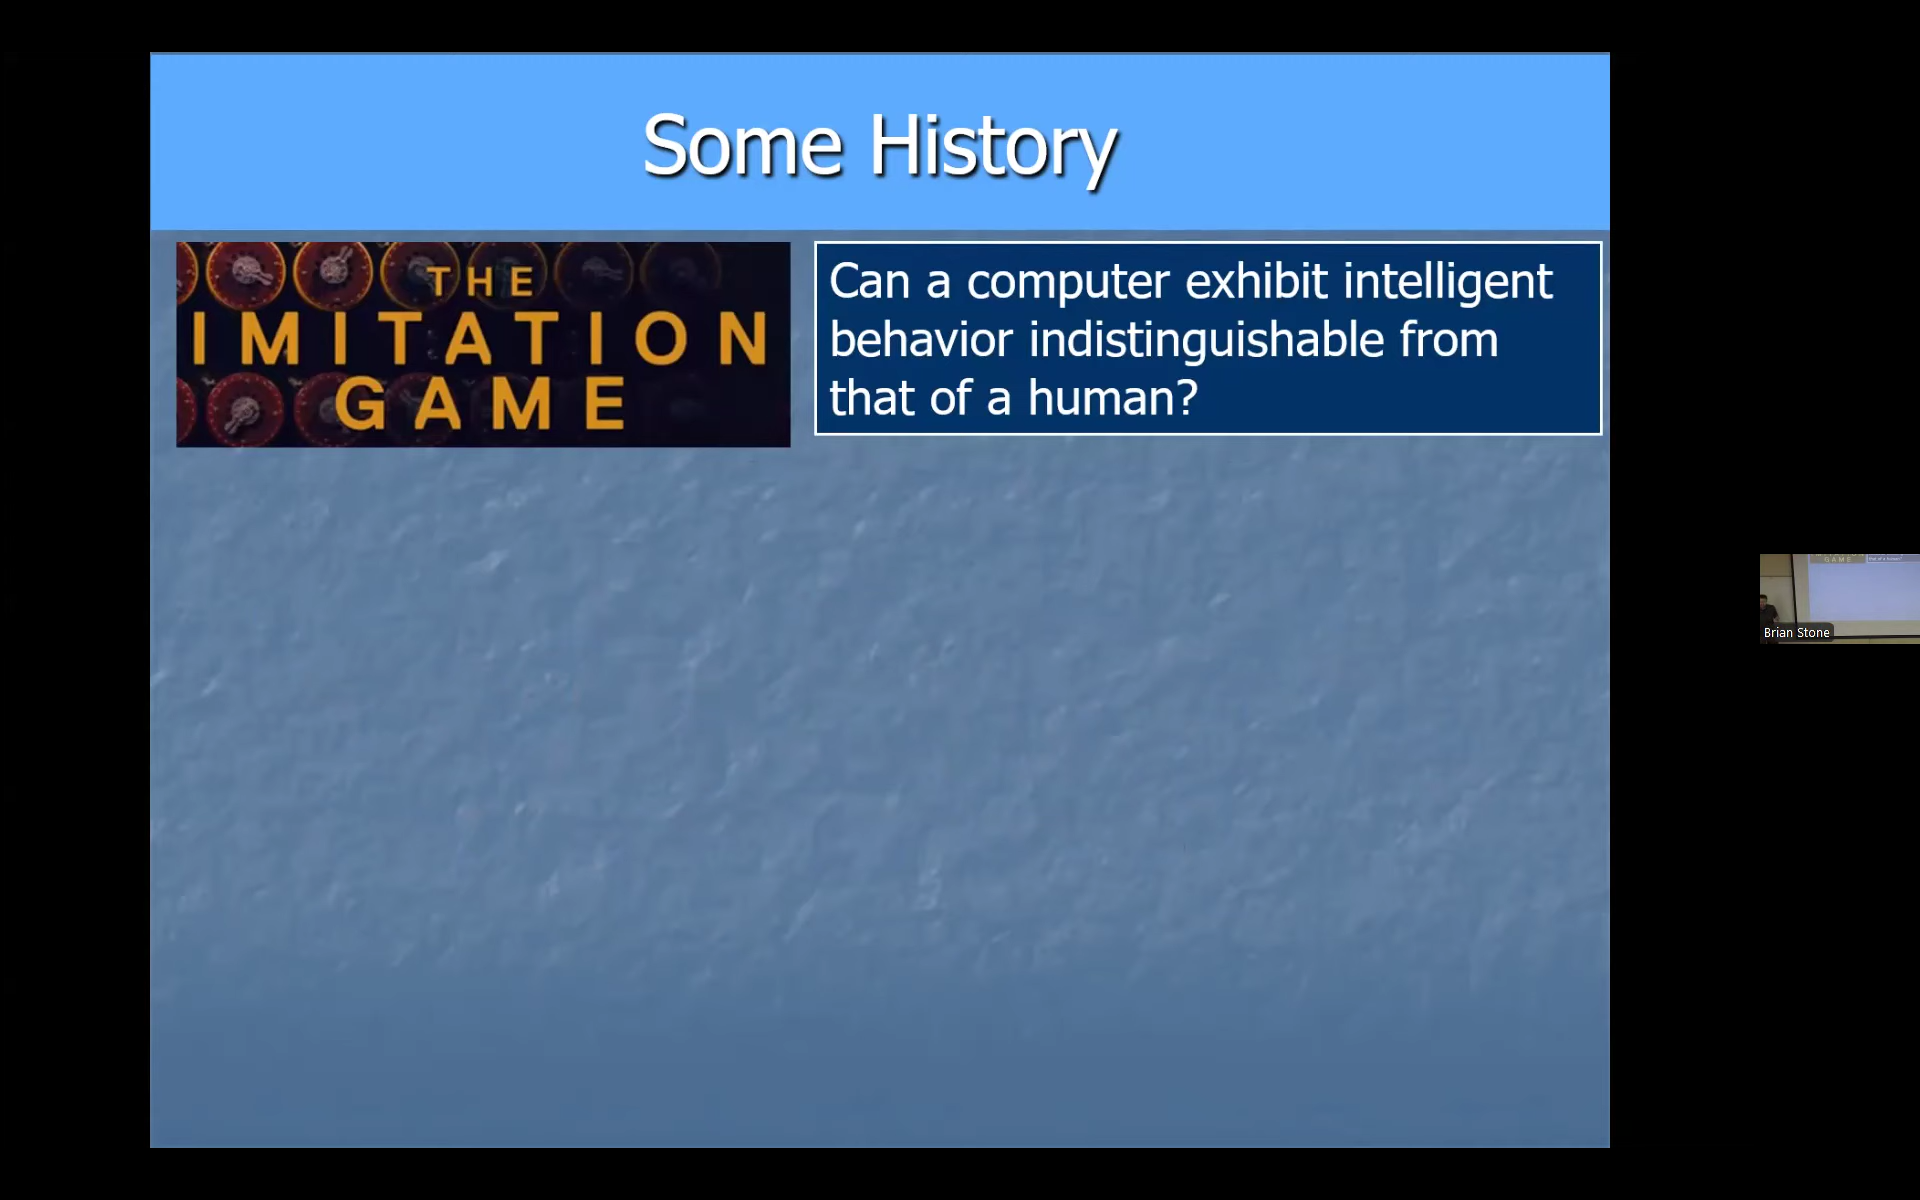 Some History
THE
IMITATION
GAME
Can a computer exhibit intelligent
behavior indistinguishable from
that of a human?
Brian Stone